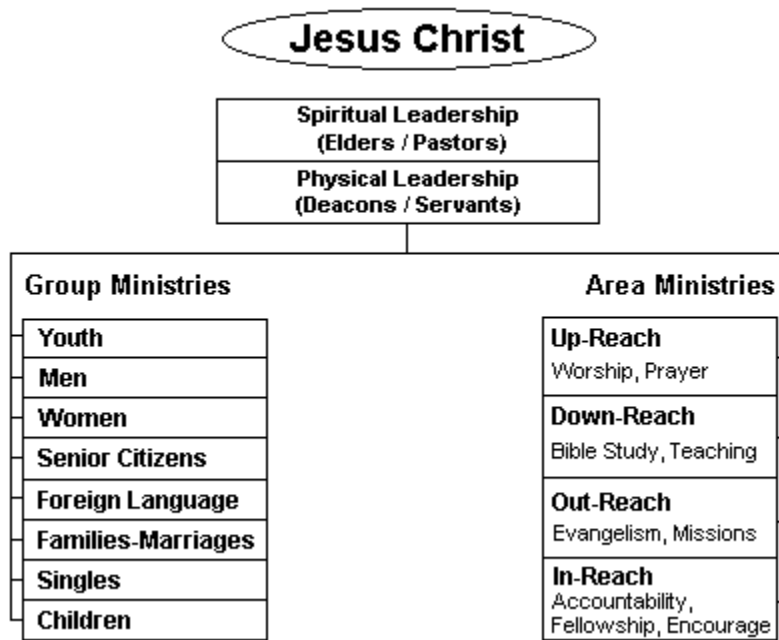 Jesus Christ
Spiritual Leadership
(Elders / Pastors)
Physical Leadership
(Deacons / Servants)
Group Ministries
Youth
Men
Women
Senior Citizens
Foreign Language
Families-Marriages
Singles
Children
Area Ministries
Up-Reach
Worship, Prayer
Down-Reach
Bible Study, Teaching
Out-Reach
Evangelism, Missions
In-Reach
Accountability,
Fellowship, Encourage